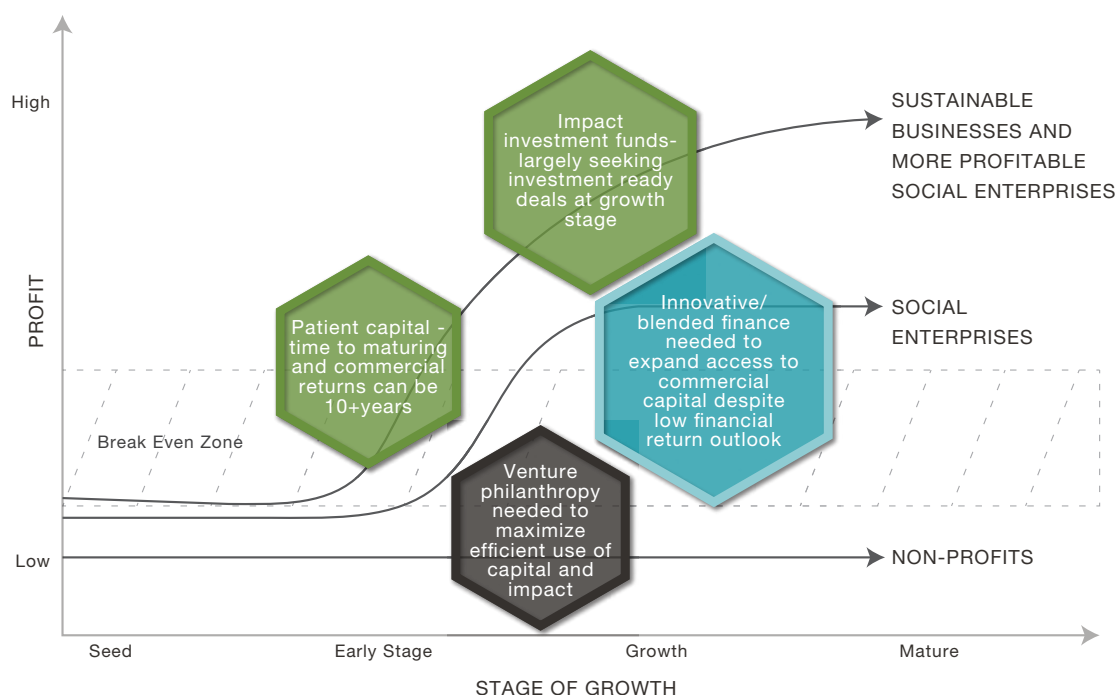 High
SUSTAINABLE
BUSINESSES AND
MORE PROFITABLE
SOCIAL ENTERPRISES
Impact
investment funds-
largely seeking
investment ready
deals at growth
stage
PROFIT
Patient capital -
time to maturing
and commercial
returns can be
10+years
Innovative/
blended finance
needed to
expand access to
commercial
capital despite
low financial
return outlook
SOCIAL
ENTERPRISES
Break Even Zone
Venture
philanthropy
needed to
maximize
efficient use of
capital and
impact
Low
NON-PROFITS
Seed
Early Stage
Growth
Mature
STAGE OF GROWTH